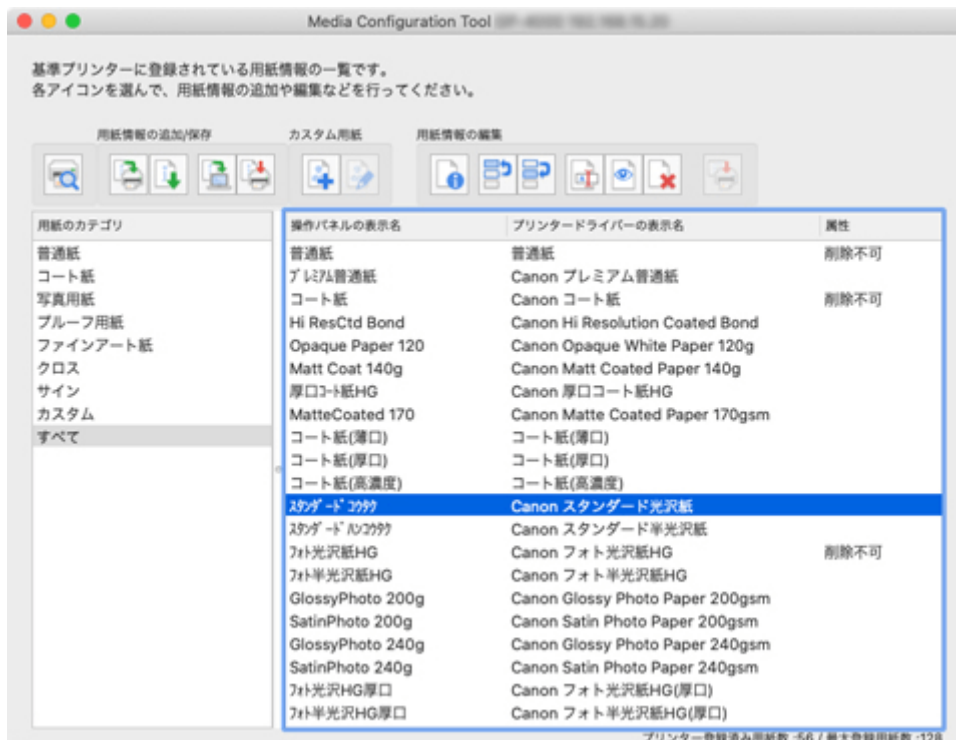 Media Configuration Tool
基準プリンターに登録されている用紙情報の一覧です。
各アイコンを選んで、用紙情報の追加や編集などを行ってください。
用紙情報の追加/保存 カスタム用紙 用紙情報の編集
用紙のカテゴリ
普通紙
コート紙
写真用紙
プルーフ用紙
ファインアート紙
クロス
サイン
カスタム
すべて
操作パネルの表示名 プリンタードライバーの表示名 属性
普通紙 普通紙 削除不可
ﾌﾟﾚﾐｱﾑ普通紙 Canon プレミアム普通紙
コート紙 Canon コート紙 削除不可
Hi ResCtd Bond Canon Hi Resolution Coated Bond
Opaque Paper 120 Canon Opaque White Paper 120g
Matt Coat 140g Canon Matt Coated Paper 140g
厚口ｺｰﾄ紙HG Canon 厚口コート紙HG
MatteCoated 170 Canon Matte Coated Paper 170gsm
コート紙(薄口) コート紙(薄口)
コート紙(厚口) コート紙(厚口)
コート紙(高濃度) コート紙(高濃度)
ｽﾀﾝﾀﾞｰﾄﾞｺｳﾀｸ Canon スタンダード光沢紙
ｽﾀﾝﾀﾞｰﾄﾞﾊﾝｺｳﾀｸ Canon スタンダード半光沢紙
ﾌｫﾄ光沢紙HG Canon フォト光沢紙HG 削除不可
ﾌｫﾄ半光沢紙HG Canon フォト半光沢紙HG
GlossyPhoto 200g Canon Glossy Photo Paper 200gsm
SatinPhoto 200g Canon Satin Photo Paper 200gsm
GlossyPhoto 240g Canon Glossy Photo Paper 240gsm
SatinPhoto 240g Canon Satin Photo Paper 240gsm
ﾌｫﾄ光沢HG厚口 Canon フォト光沢紙HG(厚口)
ﾌｫﾄ半光沢HG厚口 Canon フォト半光沢紙HG(厚口)
プリンター登録済み用紙数 :56 / 最大登録用紙数 :128